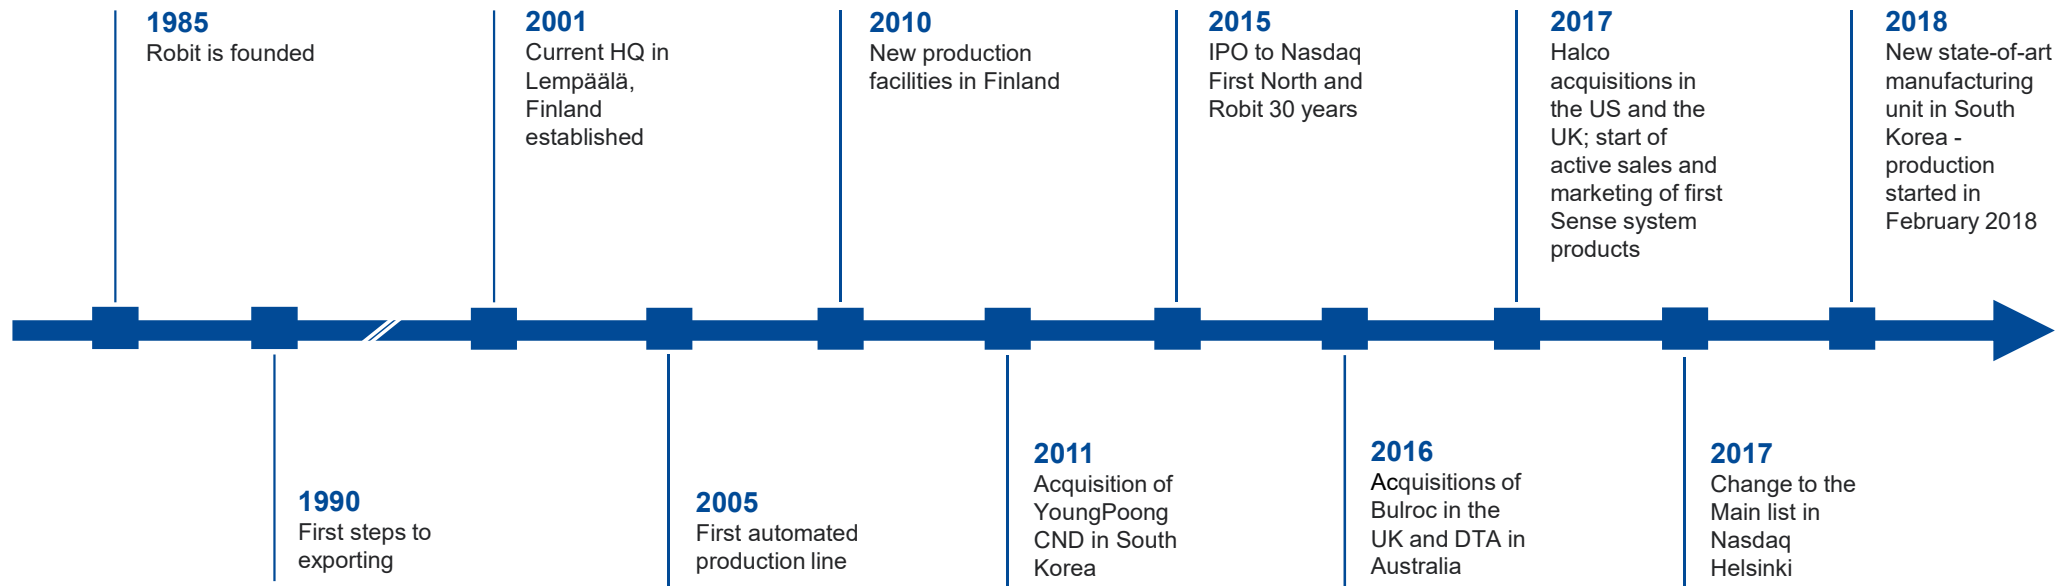 1985
Robit is founded
2001
Current HQ in
Lempäälä,
Finland
established
2010
New production
facilities in Finland
2015
IPO to Nasdaq
First North and
Robit 30 years
2017
Halco
acquisitions in
the US and the
UK; start of
active sales and
marketing of first
Sense system
products
2018
New state-of-art
manufacturing
unit in South
Korea -
production
started in
February 2018
1990
First steps to
exporting
2005
First automated
production line
2011
Acquisition of
YoungPoong
CND in South
Korea
2016
Acquisitions of
Bulroc in the
UK and DTA in
Australia
2017
Change to the
Main list in
Nasdaq
Helsinki